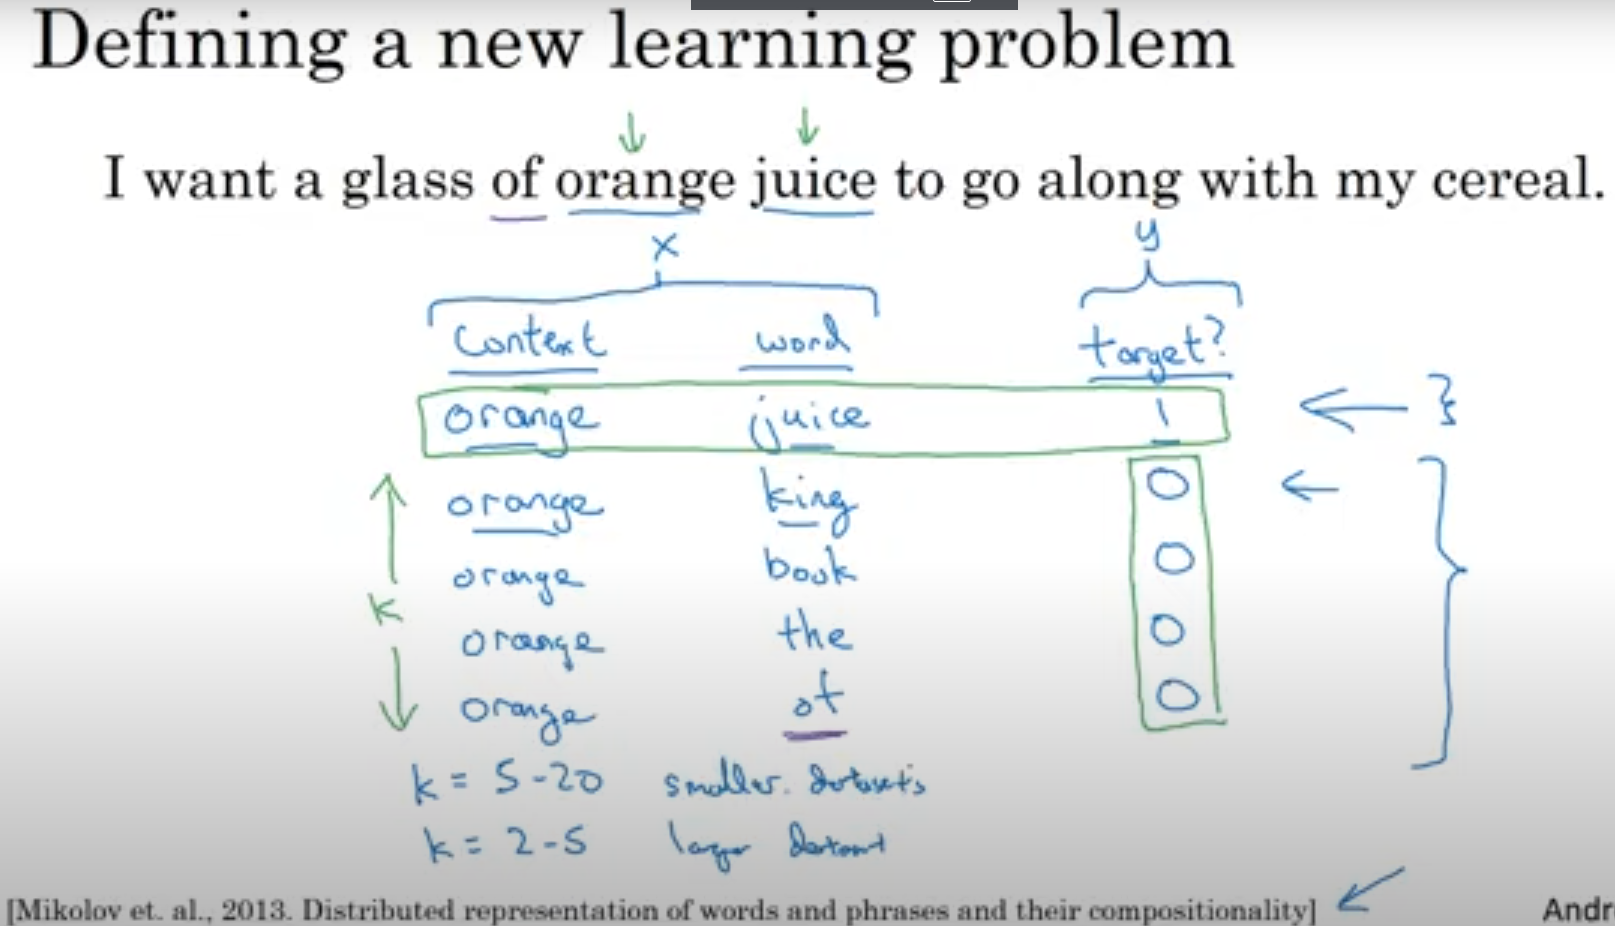 Defining a new learning problem
I want a glass of orange juice to go along with my cereal.
x y
context word target?
orange juice 1
orange king 0
orange book 0
k
orange the 0
orange of 0
k = 5-20 smaller. datasets
k = 2-5 larger dataset
[Mikolov et. al., 2013. Distributed representation of words and phrases and their compositionality] Andr